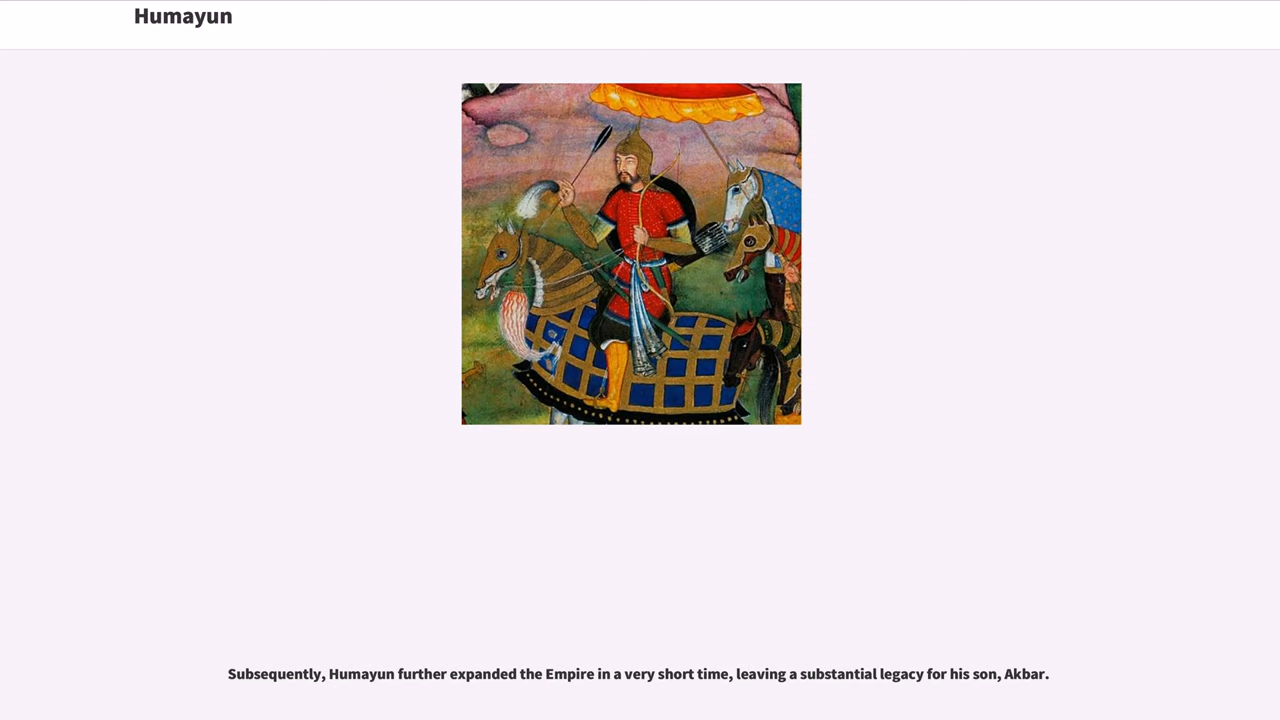 Humayun
Subsequently, Humayun further expanded the Empire in a very short time, leaving a substantial legacy for his son, Akbar.